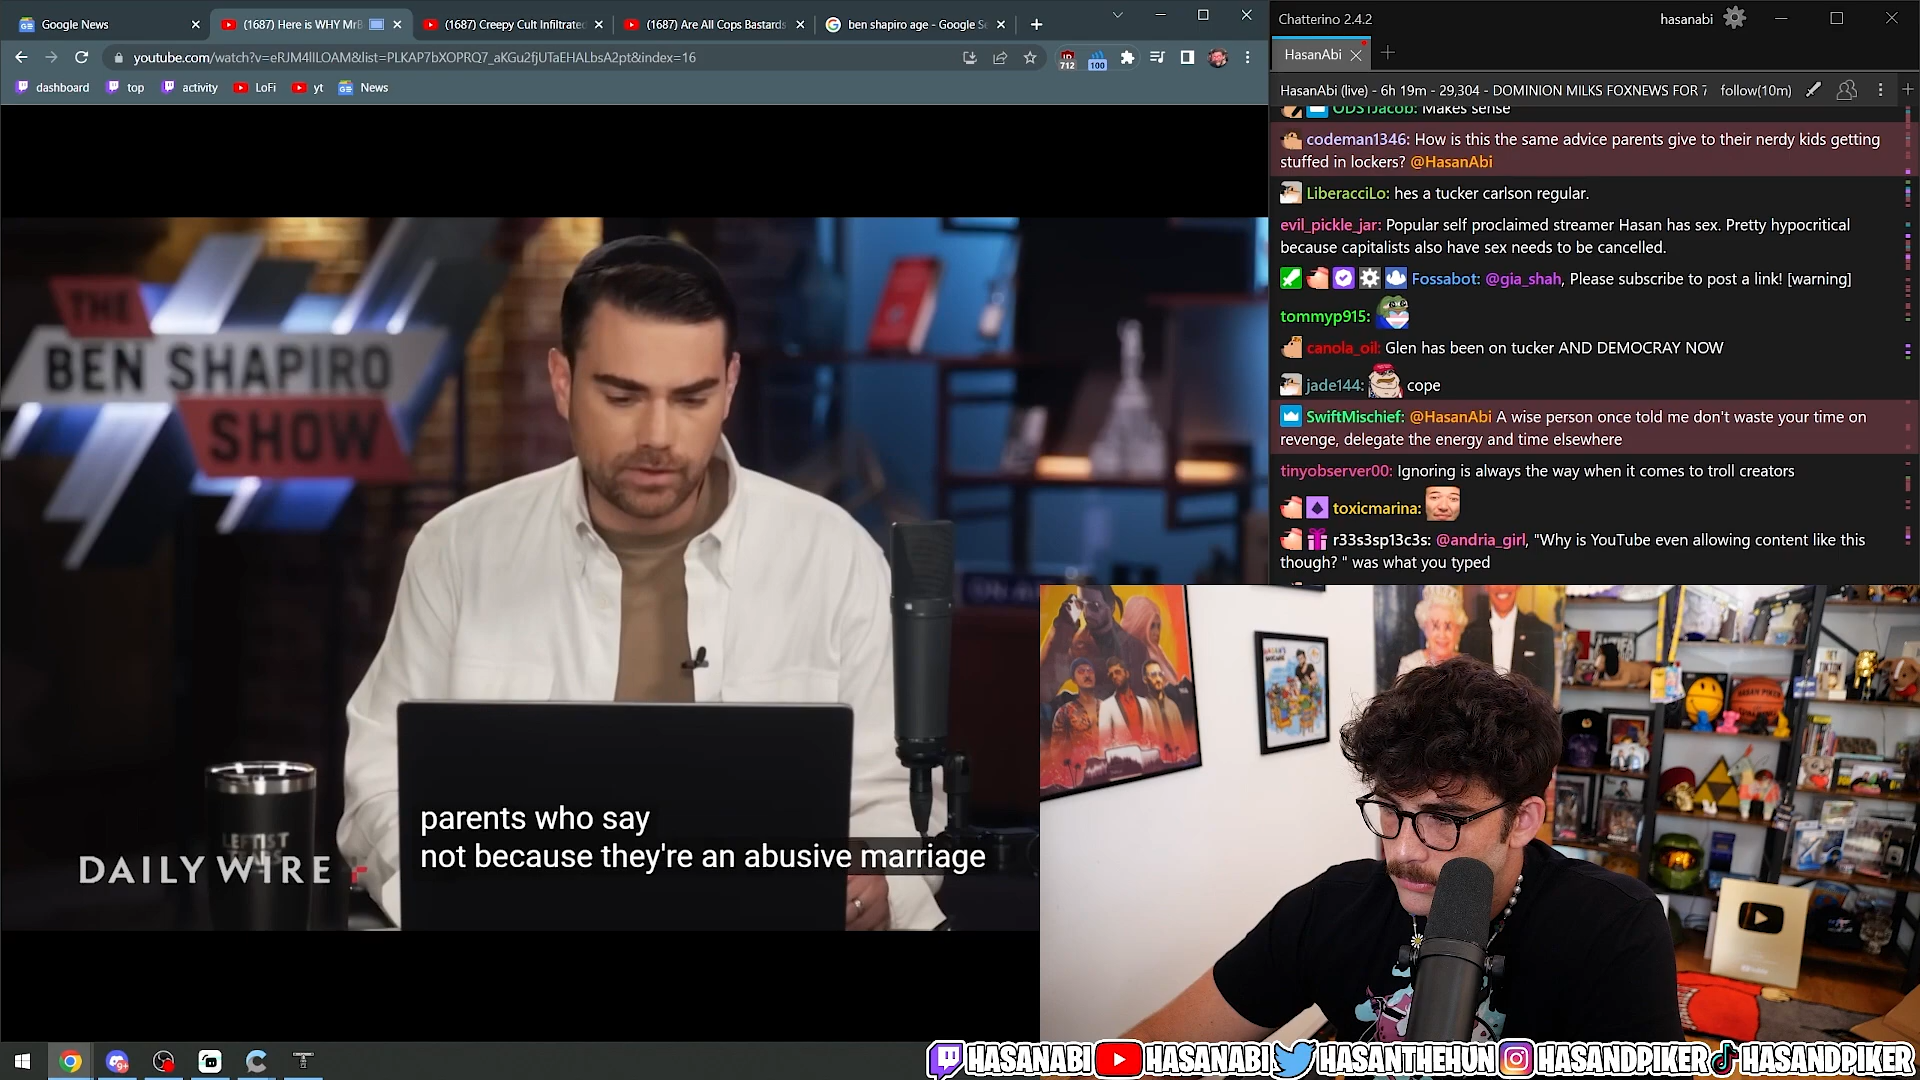 Google News
(1687) Here is WHY MrB
(1687) Creepy Cult Infiltrated
(1687) Are All Cops Bastards
ben shapiro age - Google Se
youtube.com/watch?v=eRJM4lILOAM&list=PLKAP7bXOPRQ7_aKGu2fjUTaEHALbsA2pt&index=16
712
100
dashboard
top
activity
LoFi
yt
News
THE
BEN SHAPIRO
SHOW
LEFTIST
DAILY WIRE
parents who say
not because they're an abusive marriage
Chatterino 2.4.2
hasanabi
HasanAbi
HasanAbi (live) - 6h 19m - 29,304 - DOMINION MILKS FOXNEWS FOR 7
follow(10m)
ODSTJacob: Makes sense
codeman1346: How is this the same advice parents give to their nerdy kids getting
stuffed in lockers? @HasanAbi
LiberacciLo: hes a tucker carlson regular.
evil_pickle_jar: Popular self proclaimed streamer Hasan has sex. Pretty hypocritical
because capitalists also have sex needs to be cancelled.
Fossabot: @gia_shah, Please subscribe to post a link! [warning]
tommyp915:
canola_oil: Glen has been on tucker AND DEMOCRAY NOW
jade144: cope
SwiftMischief: @HasanAbi A wise person once told me don't waste your time on
revenge, delegate the energy and time elsewhere
tinyobserver00: Ignoring is always the way when it comes to troll creators
toxicmarina:
r33s3sp13c3s: @andria_girl, "Why is YouTube even allowing content like this
though? " was what you typed
HASANABI
HASANABI
HASANTHEHUN
HASANDPIKER
HASANDPIKER